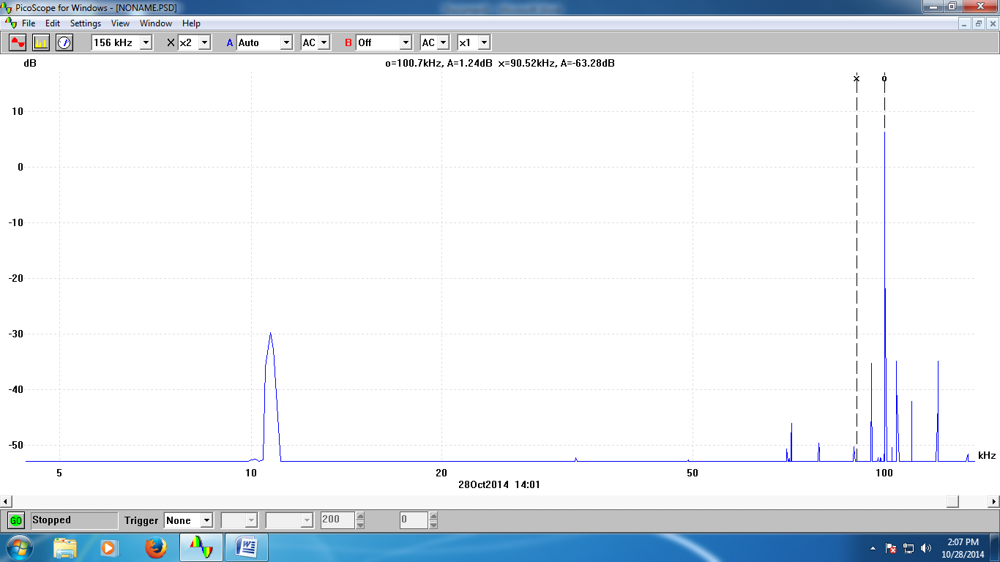 PicoScope for Windows - [NONAME.PSD]
File Edit Settings View Window Help
156 kHz X x2 A Auto AC B Off AC x1
dB o=100.7kHz, A=1.24dB x=90.52kHz, A=-63.28dB
x o
10
0
-10
-20
-30
-40
-50
kHz
5 10 20 50 100
28Oct2014 14:01
GO Stopped Trigger None 200 0
W
2:07 PM
10/28/2014